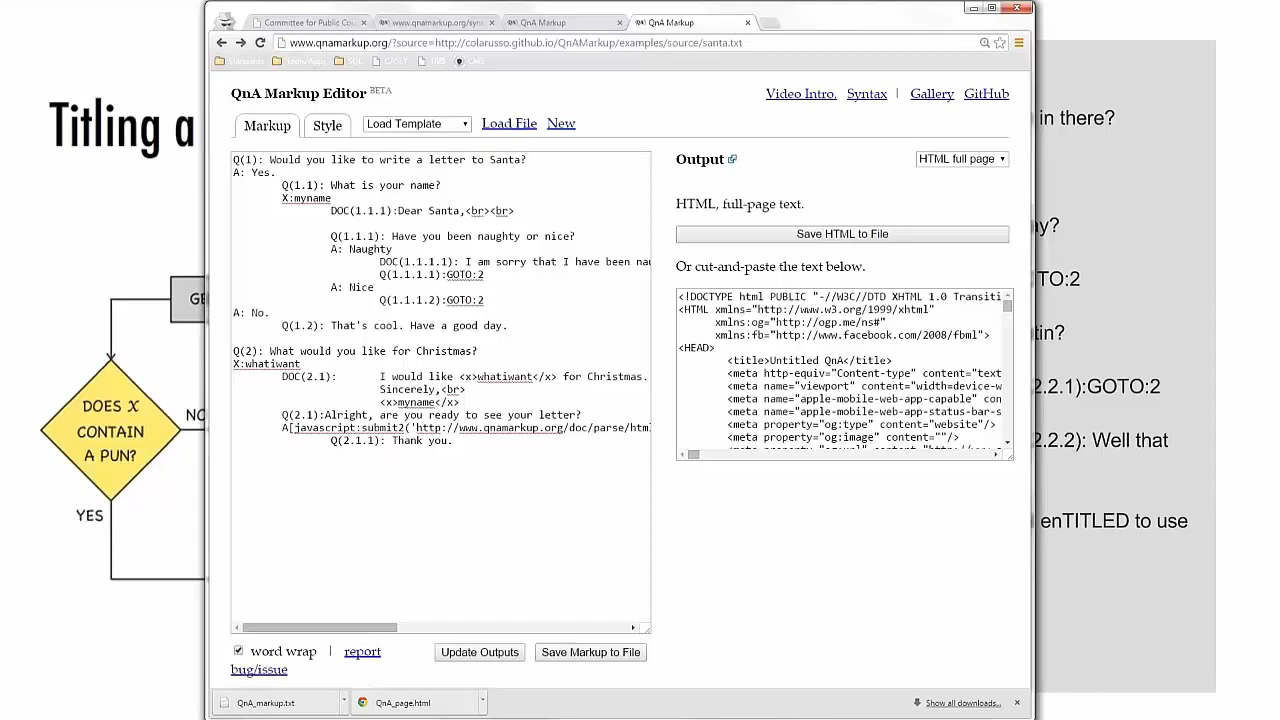 Committee for Public Cou
www.qnamarkup.org/synt
QnA Markup
QnA Markup
www.qnamarkup.org/?source=http://colarusso.github.io/QnAMarkup/examples/source/santa.txt
QnA Markup Editor BETA
Video Intro. Syntax | Gallery GitHub
Markup Style Load Template Load File New
Q(1): Would you like to write a letter to Santa?
A: Yes.
Q(1.1): What is your name?
X:myname
DOC(1.1.1):Dear Santa,<br><br>
Q(1.1.1): Have you been naughty or nice?
A: Naughty
DOC(1.1.1.1): I am sorry that I have been nau
Q(1.1.1.1):GOTO:2
A: Nice
Q(1.1.1.2):GOTO:2
A: No.
Q(1.2): That's cool. Have a good day.
Q(2): What would you like for Christmas?
X:whatiwant
DOC(2.1): I would like <x>whatiwant</x> for Christmas.
Sincerely,<br>
<x>myname</x>
Q(2.1):Alright, are you ready to see your letter?
A[javascript:submit2('http://www.qnamarkup.org/doc/parse/html
Q(2.1.1): Thank you.
word wrap | report
bug/issue
Update Outputs
Save Markup to File
Output
HTML full page
HTML, full-page text.
Save HTML to File
Or cut-and-paste the text below.
<!DOCTYPE html PUBLIC "-//W3C//DTD XHTML 1.0 Transiti
<HTML xmlns="http://www.w3.org/1999/xhtml"
xmlns:og="http://ogp.me/ns#"
xmlns:fb="http://www.facebook.com/2008/fbml">
<HEAD>
<title>Untitled QnA</title>
<meta http-equiv="Content-type" content="text
<meta name="viewport" content="width=device-w
<meta name="apple-mobile-web-app-capable" con
<meta name="apple-mobile-web-app-status-bar-s
<meta property="og:type" content="website"/>
<meta property="og:image" content=""/>
QnA_markup.txt
QnA_page.html
Show all downloads...
Titling a
GE
DOES X
CONTAIN
A PUN?
NO
YES
in there?
ay?
TO:2
tin?
2.2.1):GOTO:2
2.2.2): Well that
enTITLED to use